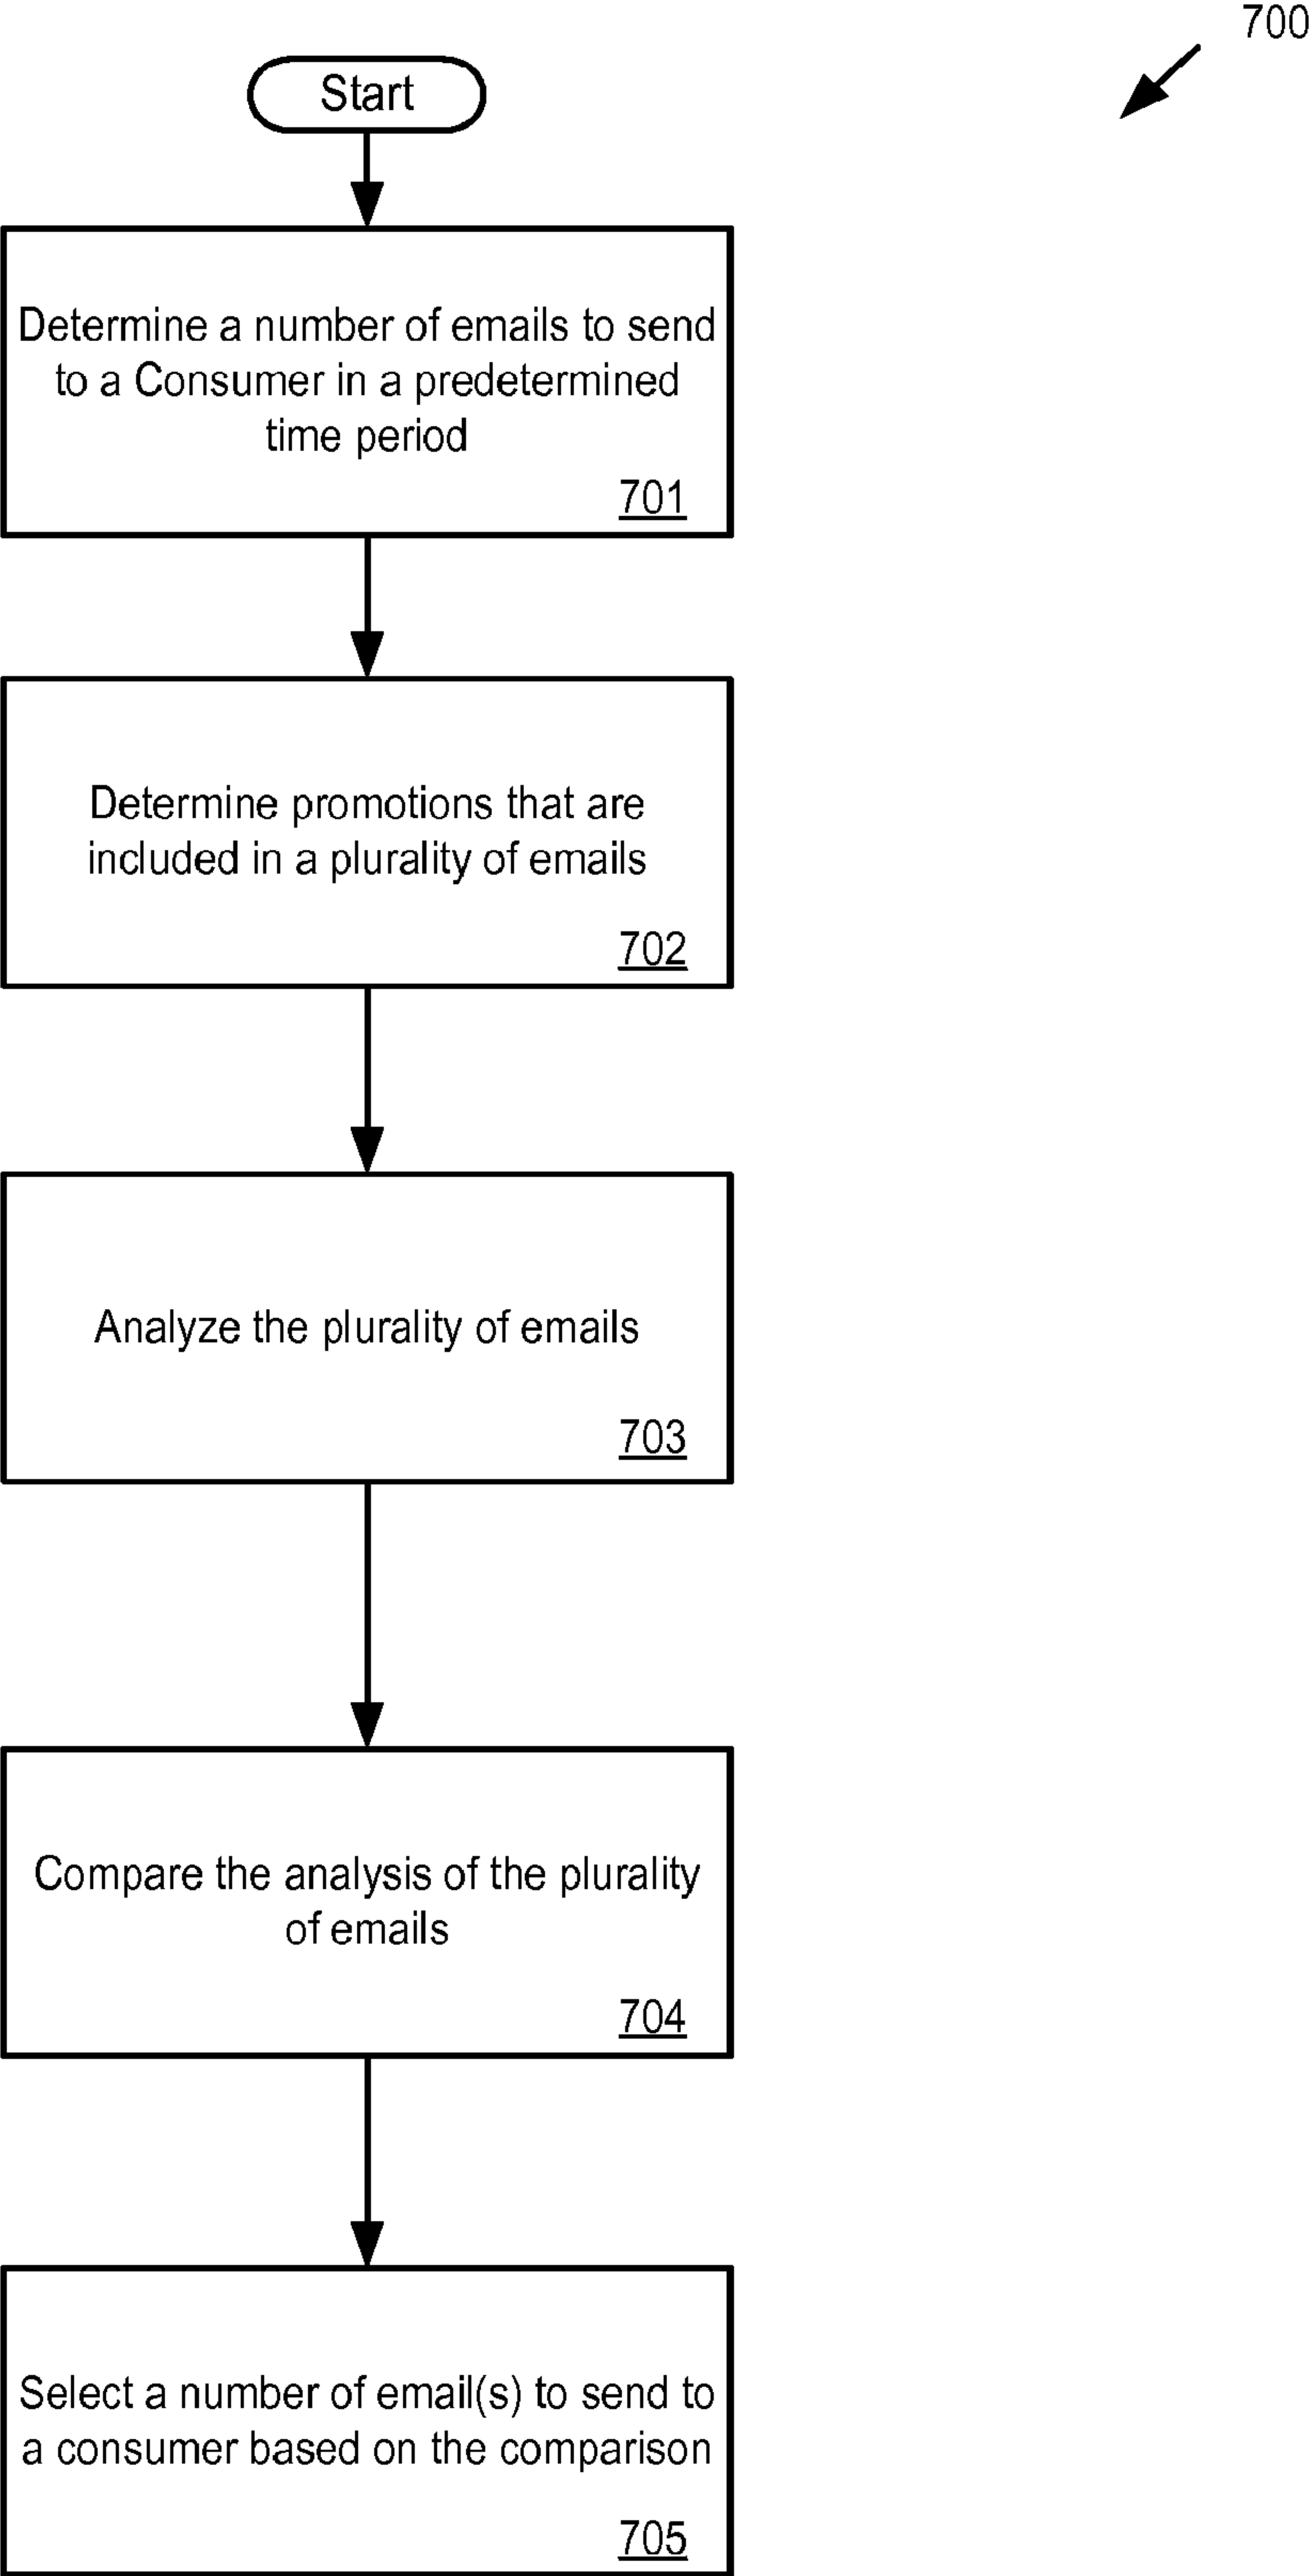 700
Start
Determine a number of emails to send
to a Consumer in a predetermined
time period
701
Determine promotions that are
included in a plurality of emails
702
Analyze the plurality of emails
703
Compare the analysis of the plurality
of emails
704
Select a number of email(s) to send to
a consumer based on the comparison
705